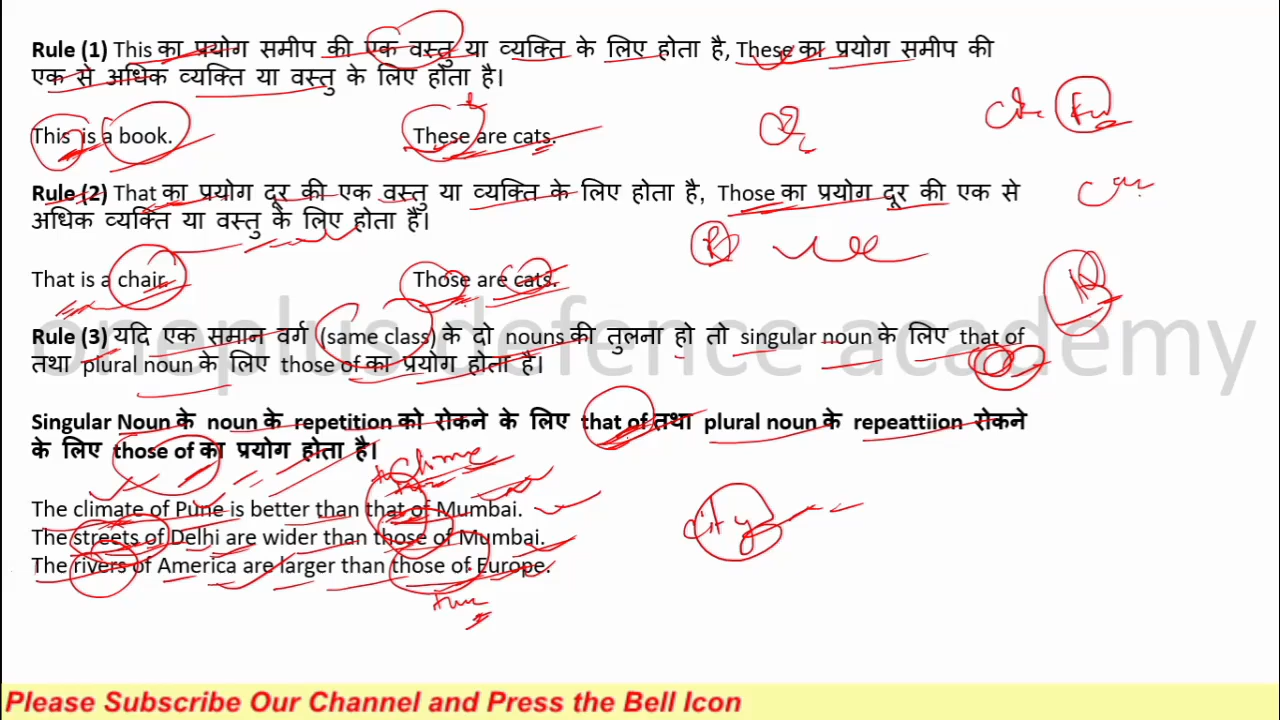 Rule (1) This का प्रयोग समीप की एक वस्तु या व्यक्ति के लिए होता है, These का प्रयोग समीप की
एक से अधिक व्यक्ति या वस्तु के लिए होता है।
This is a book. These are cats.
Rule (2) That का प्रयोग दूर की एक वस्तु या व्यक्ति के लिए होता है, Those का प्रयोग दूर की एक से
अधिक व्यक्ति या वस्तु के लिए होता है।
That is a chair. Those are cats.
oneplus defence academy
Rule (3) यदि एक समान वर्ग (same class) के दो nouns की तुलना हो तो singular noun के लिए that of
तथा plural noun के लिए those of का प्रयोग होता है।
Singular Noun के noun के repetition को रोकने के लिए that of तथा plural noun के repeattiion रोकने
के लिए those of का प्रयोग होता है।
The climate of Pune is better than that of Mumbai.
The streets of Delhi are wider than those of Mumbai.
city
The rivers of America are larger than those of Europe.
Please Subscribe Our Channel and Press the Bell Icon